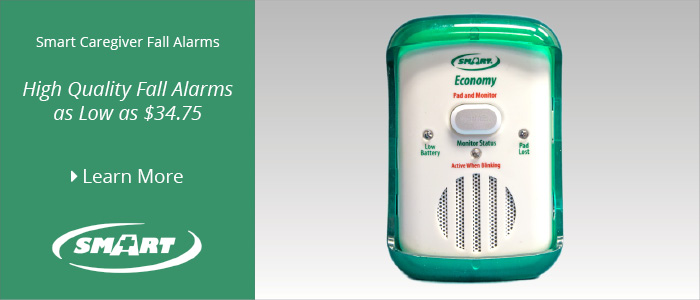 Smart Caregiver Fall Alarms
High Quality Fall Alarms
as Low as $34.75
Learn More
SMART
SMART
Economy
Pad and Monitor
Low
Battery
Monitor Status
Pad
Lost
Active When Blinking